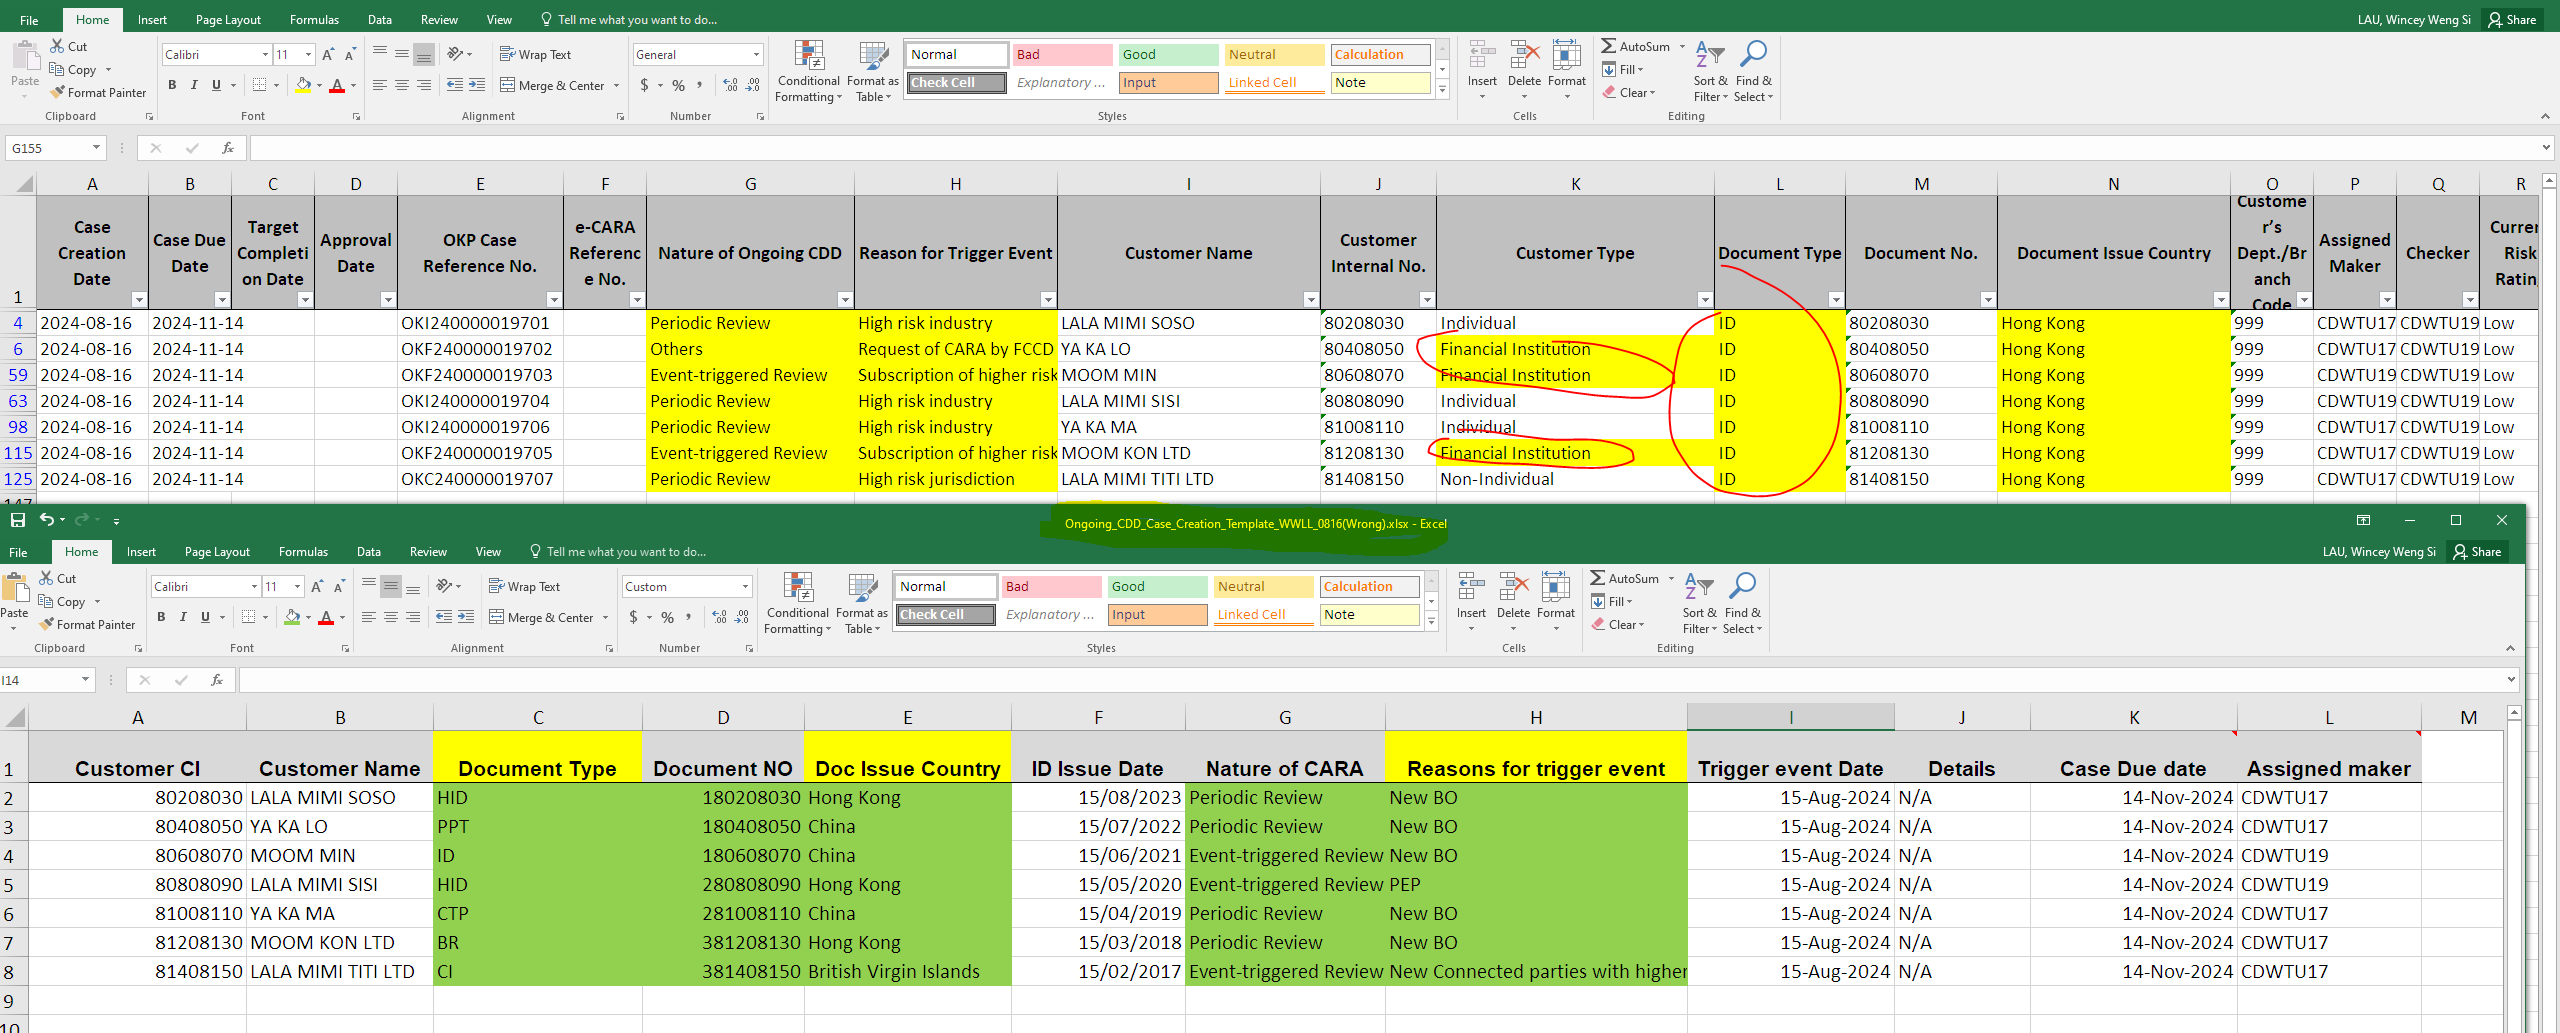 File Home Insert Page Layout Formulas Data Review View Tell me what you want to do... LAU, Wincey Weng Si Share
Paste Cut Copy Format Painter Clipboard
Calibri 11 B I U A Font
Wrap Text Merge & Center Alignment
General $ % Number
Conditional Formatting Format as Table
Normal Bad Good Neutral Calculation
Check Cell Explanatory ... Input Linked Cell Note
Styles
Insert Delete Format Cells
AutoSum Fill Clear Sort & Filter Find & Select Editing
G155 fx
A B C D E F G H I J K L M N O P Q R
1 Case Creation Date Case Due Date Target Completi on Date Approval Date OKP Case Reference No. e-CARA Referenc e No. Nature of Ongoing CDD Reason for Trigger Event Customer Name Customer Internal No. Customer Type Document Type Document No. Document Issue Country Custome r's Dept./Br anch Code Assigned Maker Checker Curren Risk Rating
4 2024-08-16 2024-11-14 OKI240000019701 Periodic Review High risk industry LALA MIMI SOSO 80208030 Individual ID 80208030 Hong Kong 999 CDWTU17 CDWTU19 Low
6 2024-08-16 2024-11-14 OKF240000019702 Others Request of CARA by FCCD YA KA LO 80408050 Financial Institution ID 80408050 Hong Kong 999 CDWTU17 CDWTU19 Low
59 2024-08-16 2024-11-14 OKF240000019703 Event-triggered Review Subscription of higher risk MOOM MIN 80608070 Financial Institution ID 80608070 Hong Kong 999 CDWTU19 CDWTU19 Low
63 2024-08-16 2024-11-14 OKI240000019704 Periodic Review High risk industry LALA MIMI SISI 80808090 Individual ID 80808090 Hong Kong 999 CDWTU19 CDWTU19 Low
98 2024-08-16 2024-11-14 OKI240000019706 Periodic Review High risk industry YA KA MA 81008110 Individual ID 81008110 Hong Kong 999 CDWTU17 CDWTU19 Low
115 2024-08-16 2024-11-14 OKF240000019705 Event-triggered Review Subscription of higher risk MOOM KON LTD 81208130 Financial Institution ID 81208130 Hong Kong 999 CDWTU17 CDWTU19 Low
125 2024-08-16 2024-11-14 OKC240000019707 Periodic Review High risk jurisdiction LALA MIMI TITI LTD 81408150 Non-Individual ID 81408150 Hong Kong 999 CDWTU17 CDWTU19 Low
Ongoing_CDD_Case_Creation_Template_WWLL_0816(Wrong).xlsx - Excel
File Home Insert Page Layout Formulas Data Review View Tell me what you want to do... LAU, Wincey Weng Si Share
Paste Cut Copy Format Painter Clipboard
Calibri 11 B I U A Font
Wrap Text Merge & Center Alignment
Custom $ % Number
Conditional Formatting Format as Table
Normal Bad Good Neutral Calculation
Check Cell Explanatory ... Input Linked Cell Note
Styles
Insert Delete Format Cells
AutoSum Fill Clear Sort & Filter Find & Select Editing
I14 fx
A B C D E F G H I J K L M
1 Customer CI Customer Name Document Type Document NO Doc Issue Country ID Issue Date Nature of CARA Reasons for trigger event Trigger event Date Details Case Due date Assigned maker
2 80208030 LALA MIMI SOSO HID 180208030 Hong Kong 15/08/2023 Periodic Review New BO 15-Aug-2024 N/A 14-Nov-2024 CDWTU17
3 80408050 YA KA LO PPT 180408050 China 15/07/2022 Periodic Review New BO 15-Aug-2024 N/A 14-Nov-2024 CDWTU17
4 80608070 MOOM MIN ID 180608070 China 15/06/2021 Event-triggered Review New BO 15-Aug-2024 N/A 14-Nov-2024 CDWTU19
5 80808090 LALA MIMI SISI HID 280808090 Hong Kong 15/05/2020 Event-triggered Review PEP 15-Aug-2024 N/A 14-Nov-2024 CDWTU19
6 81008110 YA KA MA CTP 281008110 China 15/04/2019 Periodic Review New BO 15-Aug-2024 N/A 14-Nov-2024 CDWTU17
7 81208130 MOOM KON LTD BR 381208130 Hong Kong 15/03/2018 Periodic Review New BO 15-Aug-2024 N/A 14-Nov-2024 CDWTU17
8 81408150 LALA MIMI TITI LTD CI 381408150 British Virgin Islands 15/02/2017 Event-triggered Review New Connected parties with higher 15-Aug-2024 N/A 14-Nov-2024 CDWTU17
9
10